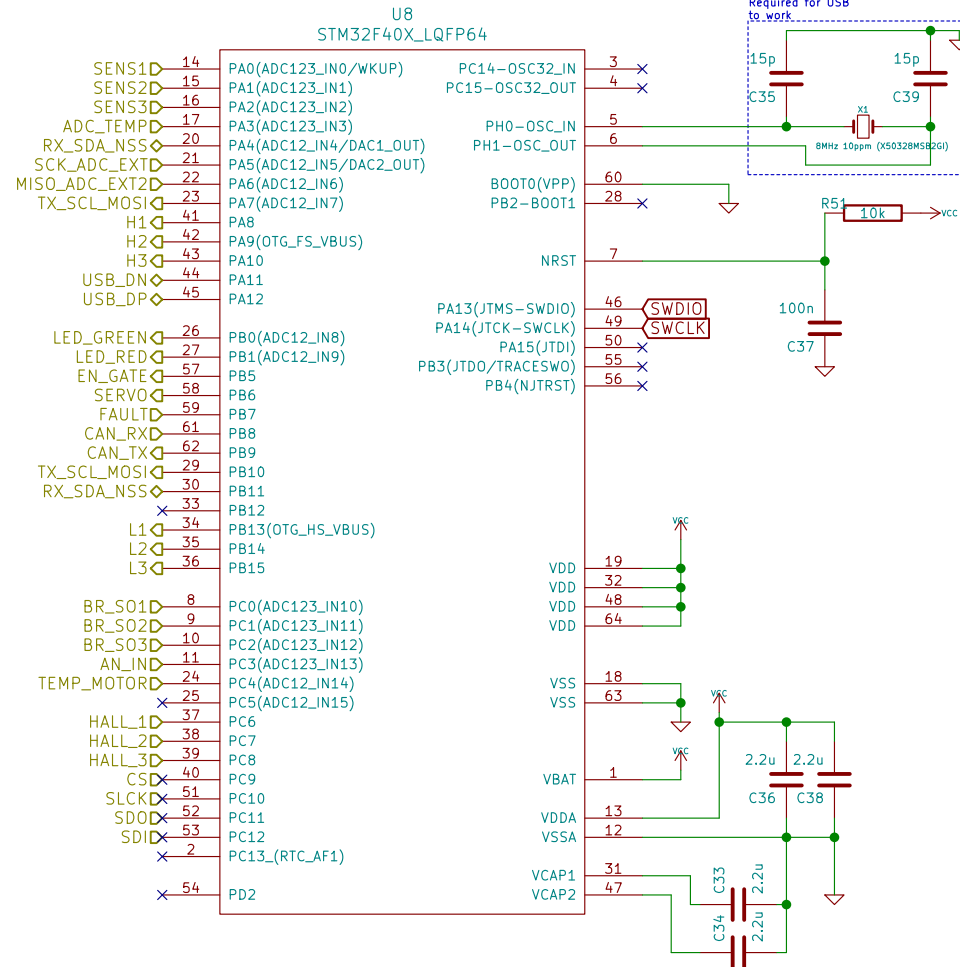 U8
STM32F40X_LQFP64
Required for USB
to work
SENS1 14 PA0(ADC123_IN0/WKUP)
SENS2 15 PA1(ADC123_IN1)
SENS3 16 PA2(ADC123_IN2)
ADC_TEMP 17 PA3(ADC123_IN3)
RX_SDA_NSS 20 PA4(ADC12_IN4/DAC1_OUT)
SCK_ADC_EXT 21 PA5(ADC12_IN5/DAC2_OUT)
MISO_ADC_EXT2 22 PA6(ADC12_IN6)
TX_SCL_MOSI 23 PA7(ADC12_IN7)
H1 41 PA8
H2 42 PA9(OTG_FS_VBUS)
H3 43 PA10
USB_DN 44 PA11
USB_DP 45 PA12
LED_GREEN 26 PB0(ADC12_IN8)
LED_RED 27 PB1(ADC12_IN9)
EN_GATE 57 PB5
SERVO 58 PB6
FAULT 59 PB7
CAN_RX 61 PB8
CAN_TX 62 PB9
TX_SCL_MOSI 29 PB10
RX_SDA_NSS 30 PB11
33 PB12
L1 34 PB13(OTG_HS_VBUS)
L2 35 PB14
L3 36 PB15
BR_SO1 8 PC0(ADC123_IN10)
BR_SO2 9 PC1(ADC123_IN11)
BR_SO3 10 PC2(ADC123_IN12)
AN_IN 11 PC3(ADC123_IN13)
TEMP_MOTOR 24 PC4(ADC12_IN14)
25 PC5(ADC12_IN15)
HALL_1 37 PC6
HALL_2 38 PC7
HALL_3 39 PC8
CS 40 PC9
SLCK 51 PC10
SDO 52 PC11
SDI 53 PC12
2 PC13_(RTC_AF1)
54 PD2
PC14-OSC32_IN 3
PC15-OSC32_OUT 4
PH0-OSC_IN 5
PH1-OSC_OUT 6
BOOT0(VPP) 60
PB2-BOOT1 28
NRST 7
PA13(JTMS-SWDIO) 46 SWDIO
PA14(JTCK-SWCLK) 49 SWCLK
PA15(JTDI) 50
PB3(JTDO/TRACESWO) 55
PB4(NJTRST) 56
VDD 19
VDD 32
VDD 48
VDD 64
VSS 18
VSS 63
VBAT 1
VDDA 13
VSSA 12
VCAP1 31
VCAP2 47
15p
C35
15p
C39
X1
8MHz 10ppm (X50328MSB2GI)
R51
10k
VCC
100n
C37
VCC
VCC
VCC
2.2u
C36
2.2u
C38
C33
2.2u
C34
2.2u